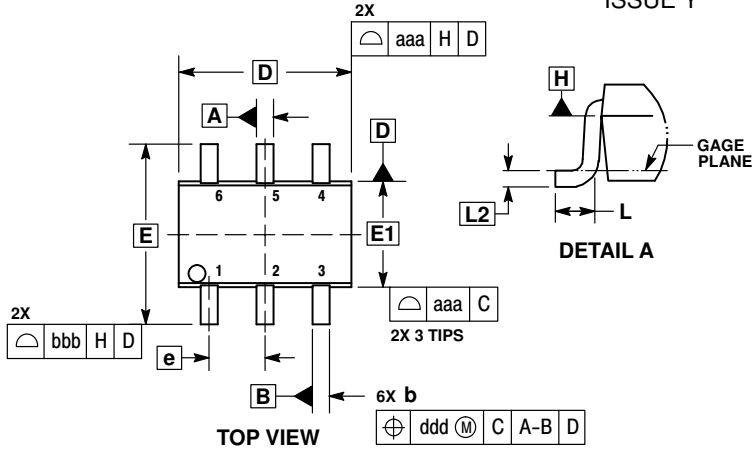 ISSUE Y
2X
⌓ aaa H D
D
A
D
H
GAGE
PLANE
L2
L
DETAIL A
6 5 4
E
E1
1 2 3
⌓ aaa C
2X 3 TIPS
2X
⌓ bbb H D
e
B
6X b
⌖ ddd Ⓜ C A-B D
TOP VIEW